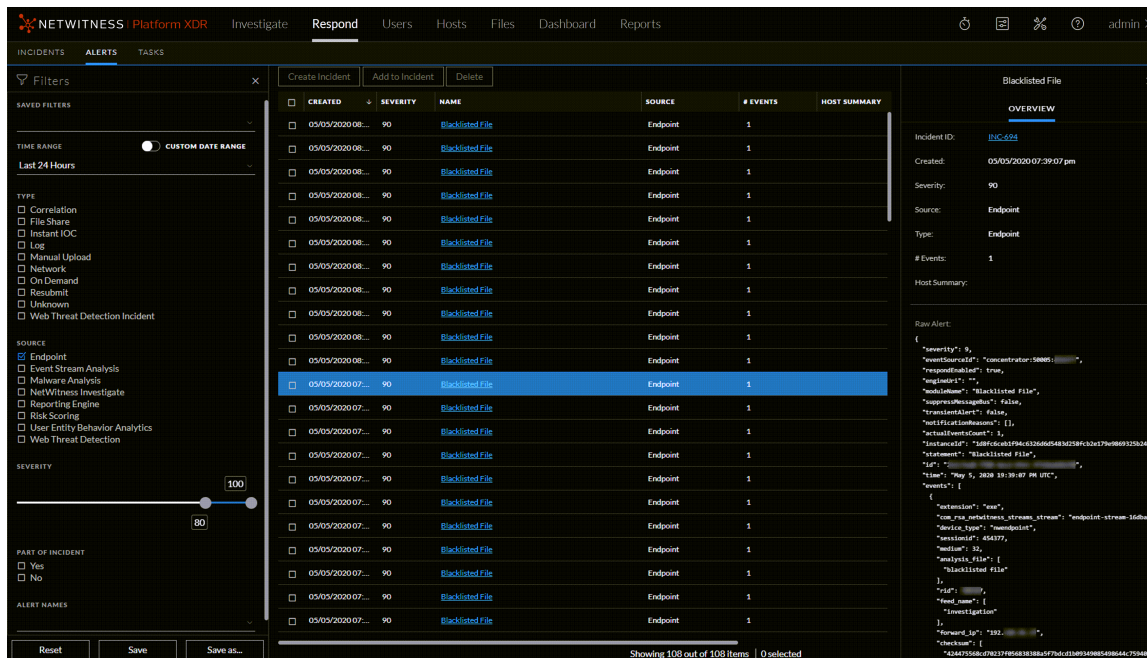 NETWITNESS Platform XDR Investigate Respond Users Hosts Files Dashboard Reports admin
INCIDENTS ALERTS TASKS
Filters
SAVED FILTERS
TIME RANGE CUSTOM DATE RANGE
Last 24 Hours
TYPE
Correlation
File Share
Instant IOC
Log
Manual Upload
Network
On Demand
Resubmit
Unknown
Web Threat Detection Incident
SOURCE
Endpoint
Event Stream Analysis
Malware Analysis
NetWitness Investigate
Reporting Engine
Risk Scoring
User Entity Behavior Analytics
Web Threat Detection
SEVERITY
100
80
PART OF INCIDENT
Yes
No
ALERT NAMES
Reset Save Save as...
Create Incident Add to Incident Delete
CREATED SEVERITY NAME SOURCE # EVENTS HOST SUMMARY
05/05/2020 08:... 90 Blacklisted File Endpoint 1
05/05/2020 08:... 90 Blacklisted File Endpoint 1
05/05/2020 08:... 90 Blacklisted File Endpoint 1
05/05/2020 08:... 90 Blacklisted File Endpoint 1
05/05/2020 08:... 90 Blacklisted File Endpoint 1
05/05/2020 08:... 90 Blacklisted File Endpoint 1
05/05/2020 08:... 90 Blacklisted File Endpoint 1
05/05/2020 08:... 90 Blacklisted File Endpoint 1
05/05/2020 08:... 90 Blacklisted File Endpoint 1
05/05/2020 08:... 90 Blacklisted File Endpoint 1
05/05/2020 08:... 90 Blacklisted File Endpoint 1
05/05/2020 07:... 90 Blacklisted File Endpoint 1
05/05/2020 07:... 90 Blacklisted File Endpoint 1
05/05/2020 07:... 90 Blacklisted File Endpoint 1
05/05/2020 07:... 90 Blacklisted File Endpoint 1
05/05/2020 07:... 90 Blacklisted File Endpoint 1
05/05/2020 07:... 90 Blacklisted File Endpoint 1
05/05/2020 07:... 90 Blacklisted File Endpoint 1
05/05/2020 07:... 90 Blacklisted File Endpoint 1
05/05/2020 07:... 90 Blacklisted File Endpoint 1
05/05/2020 07:... 90 Blacklisted File Endpoint 1
05/05/2020 07:... 90 Blacklisted File Endpoint 1
Showing 108 out of 108 items | 0 selected
Blacklisted File
OVERVIEW
Incident ID: INC-694
Created: 05/05/2020 07:39:07 pm
Severity: 90
Source: Endpoint
Type: Endpoint
# Events: 1
Host Summary:
Raw Alert:
{
"severity": 9,
"eventSourceId": "concentrator:50005: ",
"respondEnabled": true,
"engineUri": "",
"moduleName": "Blacklisted File",
"suppressMessageBus": false,
"transientAlert": false,
"notificationReasons": [],
"actualEventsCount": 1,
"instanceId": "1d8fc6ceb1f94c6326d6d5483d258fcb2e179e9869325b24
"statement": "Blacklisted File",
"id": " ",
"time": "May 5, 2020 19:39:07 PM UTC",
"events": [
{
"extension": "exe",
"com_rsa_netwitness_streams_stream": "endpoint-stream-16dba
"device_type": "nwendpoint",
"sessionid": 454377,
"medium": 32,
"analysis_file": [
"blacklisted file"
],
"rid": ,
"feed_name": [
"investigation"
],
"forward_ip": "192. ",
"checksum": [
"424475568cd70237f056838388a5f7bdcd1b09349085498644c75948